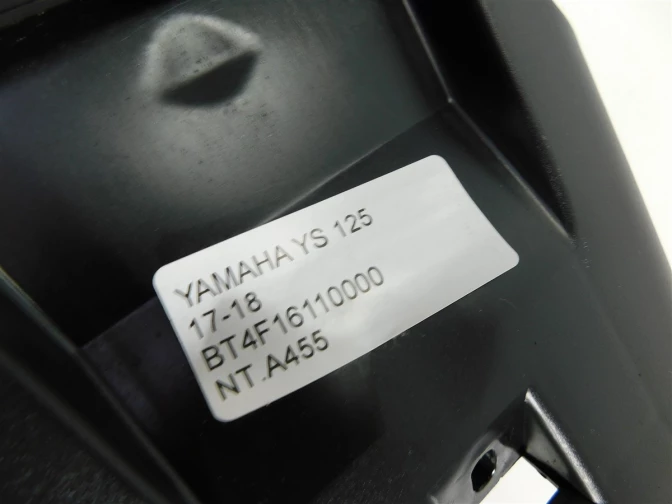 YAMAHA YS 125
17-18
BT4F16110000
NT.A455